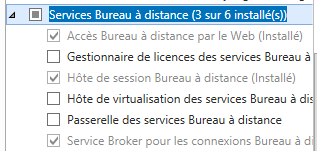 Services Bureau à distance (3 sur 6 installé(s))
Accès Bureau à distance par le Web (Installé)
Gestionnaire de licences des services Bureau à
Hôte de session Bureau à distance (Installé)
Hôte de virtualisation des services Bureau à dis
Passerelle des services Bureau à distance
Service Broker pour les connexions Bureau à di